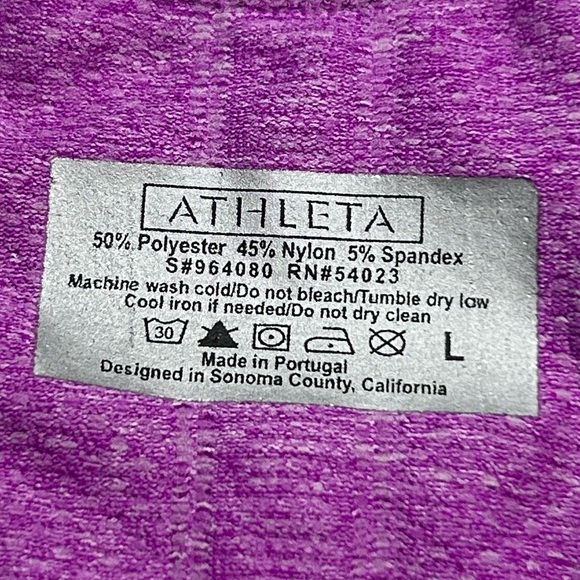 ATHLETA
50% Polyester 45% Nylon 5% Spandex
S#964080 RN#54023
Machine wash cold/Do not bleach/Tumble dry low
Cool iron if needed/Do not dry clean
30 L
Made in Portugal
Designed in Sonoma County, California